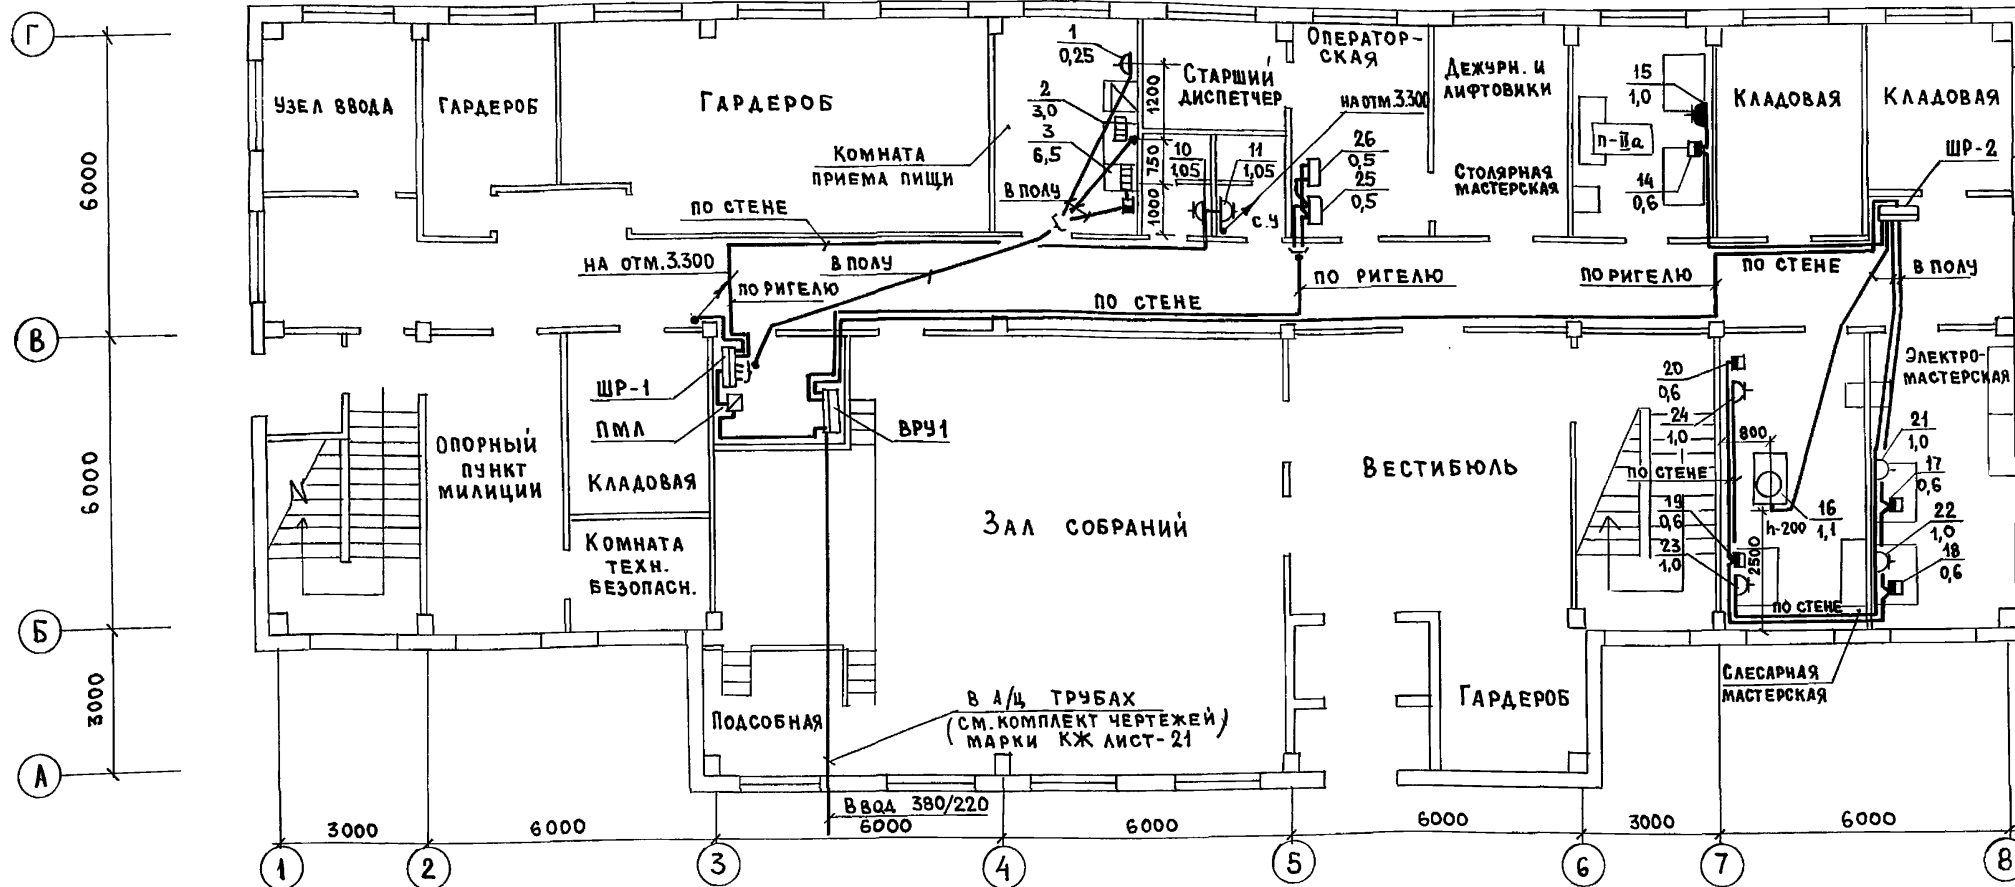 Г
В
Б
А
6000
6000
3000
УЗЕЛ ВВОДА
ГАРДЕРОБ
ГАРДЕРОБ
КОМНАТА
ПРИЕМА ПИЩИ
1
0,25
2
3,0
3
6,5
1200
750
1000
В ПОЛУ
СТАРШИЙ
ДИСПЕТЧЕР
10
1,05
11
1,05
С.У
ОПЕРАТОР-
СКАЯ
НА ОТМ.3.300
26
0,5
25
0,5
ДЕЖУРН. И
ЛИФТОВИКИ
СТОЛЯРНАЯ
МАСТЕРСКАЯ
П-IIа
15
1,0
14
0,6
КЛАДОВАЯ
КЛАДОВАЯ
ШР-2
ПО СТЕНЕ
НА ОТМ.3.300
В ПОЛУ
ПО РИГЕЛЮ
ПО СТЕНЕ
ПО РИГЕЛЮ
ПО РИГЕЛЮ
ПО СТЕНЕ
В ПОЛУ
ШР-1
ПМЛ
ВРУ1
ОПОРНЫЙ
ПУНКТ
МИЛИЦИИ
КЛАДОВАЯ
КОМНАТА
ТЕХН.
БЕЗОПАСН.
ЗАЛ СОБРАНИЙ
ВЕСТИБЮЛЬ
20
0,6
24
1,0
800
ПО СТЕНЕ
19
0,6
23
1,0
h-200
16
1,1
2500
ПО СТЕНЕ
ЭЛЕКТРО-
МАСТЕРСКАЯ
21
1,0
17
0,6
22
1,0
18
0,6
СЛЕСАРНАЯ
МАСТЕРСКАЯ
ГАРДЕРОБ
ПОДСОБНАЯ
В А/Ц ТРУБАХ
(СМ. КОМПЛЕКТ ЧЕРТЕЖЕЙ)
МАРКИ КЖ ЛИСТ-21
ВВОД 380/220
3000
6000
6000
6000
6000
3000
6000
1
2
3
4
5
6
7
8